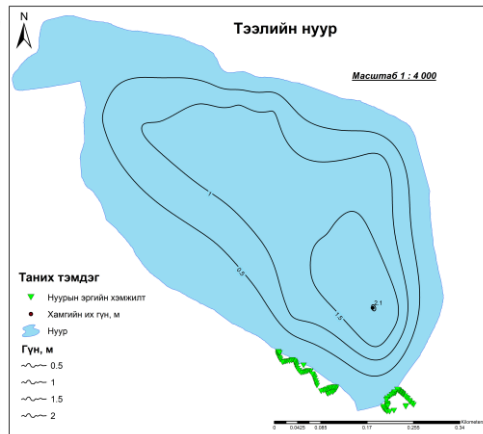 N
Тээлийн нуур
Масштаб 1 : 4 000
1
0.5
1.5
2.1
Таних тэмдэг
Нуурын эргийн хэмжилт
Хамгийн их гүн, м
Нуур
Гүн, м
0.5
1
1.5
2
Kilometers
0 0.0425 0.085 0.17 0.255 0.34